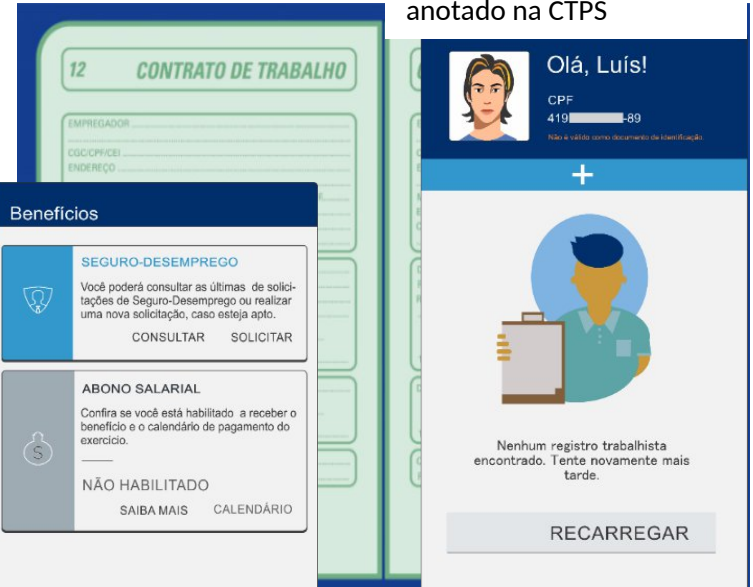 anotado na CTPS
12 CONTRATO DE TRABALHO
EMPREGADOR
CGC/CPF/CEI
ENDEREÇO
Benefícios
SEGURO-DESEMPREGO
Você poderá consultar as últimas de solici-
tações de Seguro-Desemprego ou realizar
uma nova solicitação, caso esteja apto.
CONSULTAR SOLICITAR
ABONO SALARIAL
Confira se você está habilitado a receber o
benefício e o calendário de pagamento do
exercício.
NÃO HABILITADO
SAIBA MAIS CALENDÁRIO
Olá, Luís!
CPF
419 -89
Não é válido como documento de identificação.
+
Nenhum registro trabalhista
encontrado. Tente novamente mais
tarde.
RECARREGAR